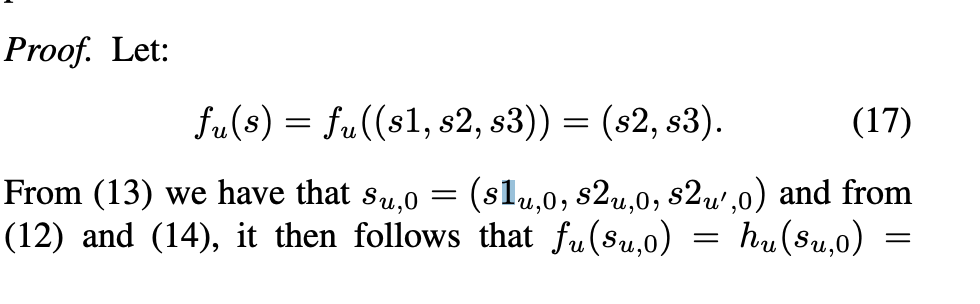 Proof. Let:
f_u(s) = f_u((s1, s2, s3)) = (s2, s3). (17)
From (13) we have that s_{u,0} = (s1_{u,0}, s2_{u,0}, s2_{u′,0}) and from
(12) and (14), it then follows that f_u(s_{u,0}) = h_u(s_{u,0}) =